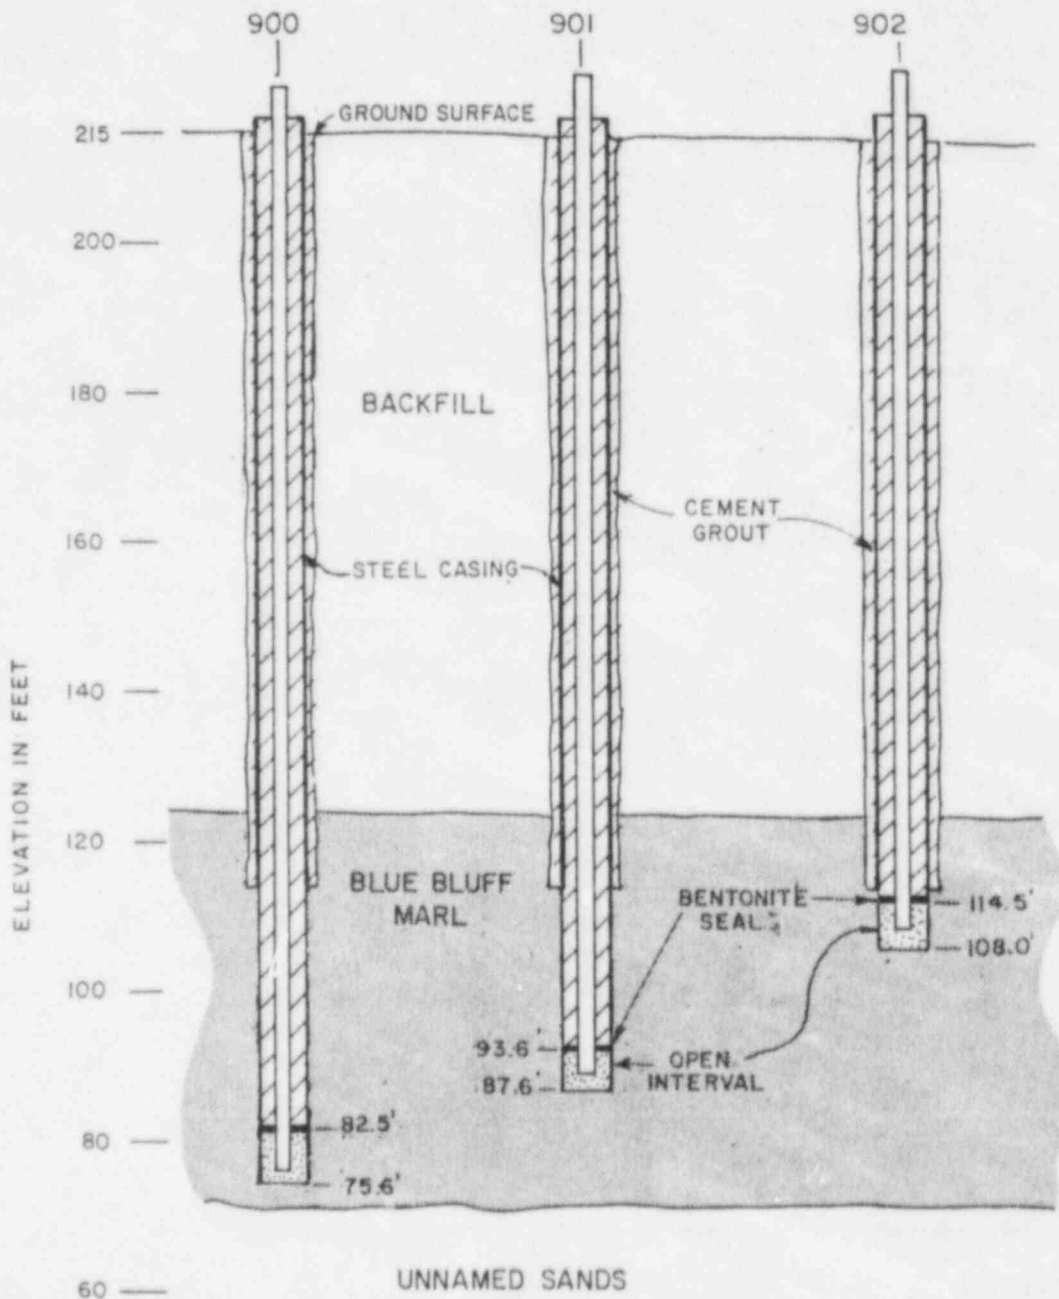 900
901
902
GROUND SURFACE
215
200
180
BACKFILL
CEMENT
GROUT
160
STEEL CASING
ELEVATION IN FEET
140
120
BLUE BLUFF
MARL
BENTONITE
SEAL
114.5'
108.0'
100
93.6'
OPEN
INTERVAL
87.6'
82.5'
80
75.6'
UNNAMED SANDS
60